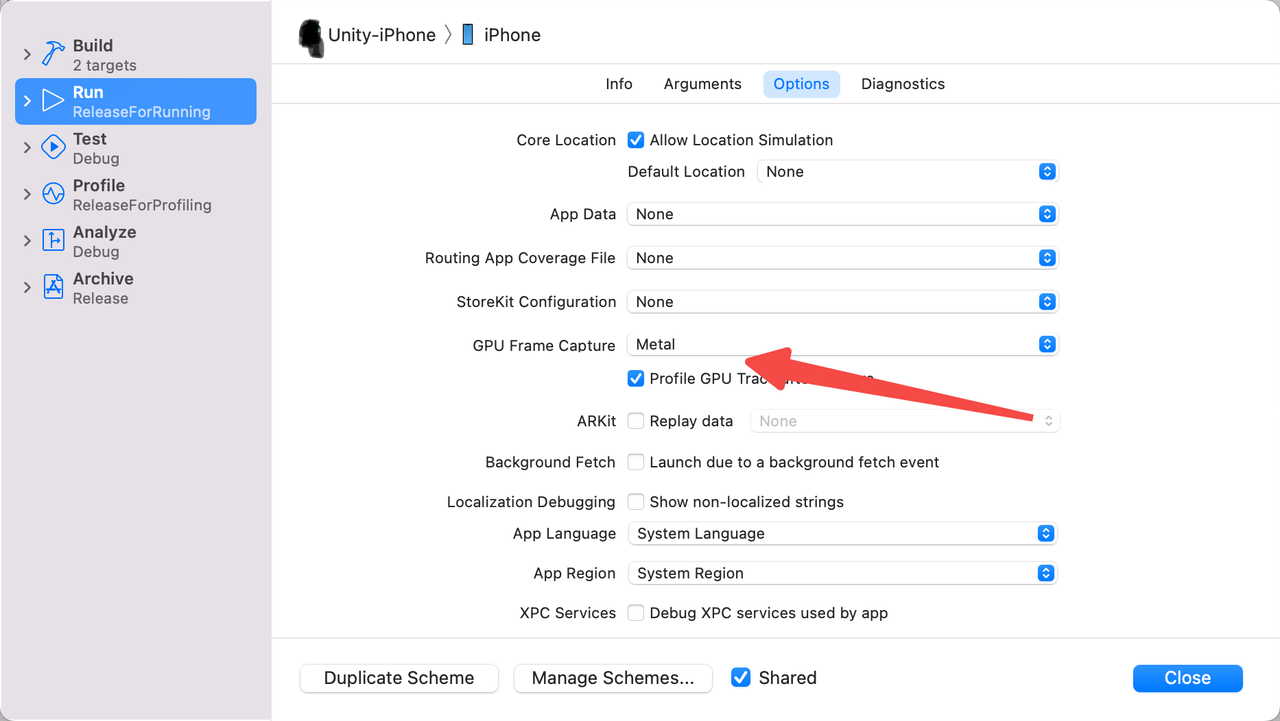 Unity-iPhone 〉 iPhone
Build
2 targets
Run
ReleaseForRunning
Test
Debug
Profile
ReleaseForProfiling
Analyze
Debug
Archive
Release
Info Arguments Options Diagnostics
Core Location Allow Location Simulation
Default Location None
App Data None
Routing App Coverage File None
StoreKit Configuration None
GPU Frame Capture Metal
Profile GPU
ARKit Replay data None
Background Fetch Launch due to a background fetch event
Localization Debugging Show non-localized strings
App Language System Language
App Region System Region
XPC Services Debug XPC services used by app
Duplicate Scheme Manage Schemes... Shared Close